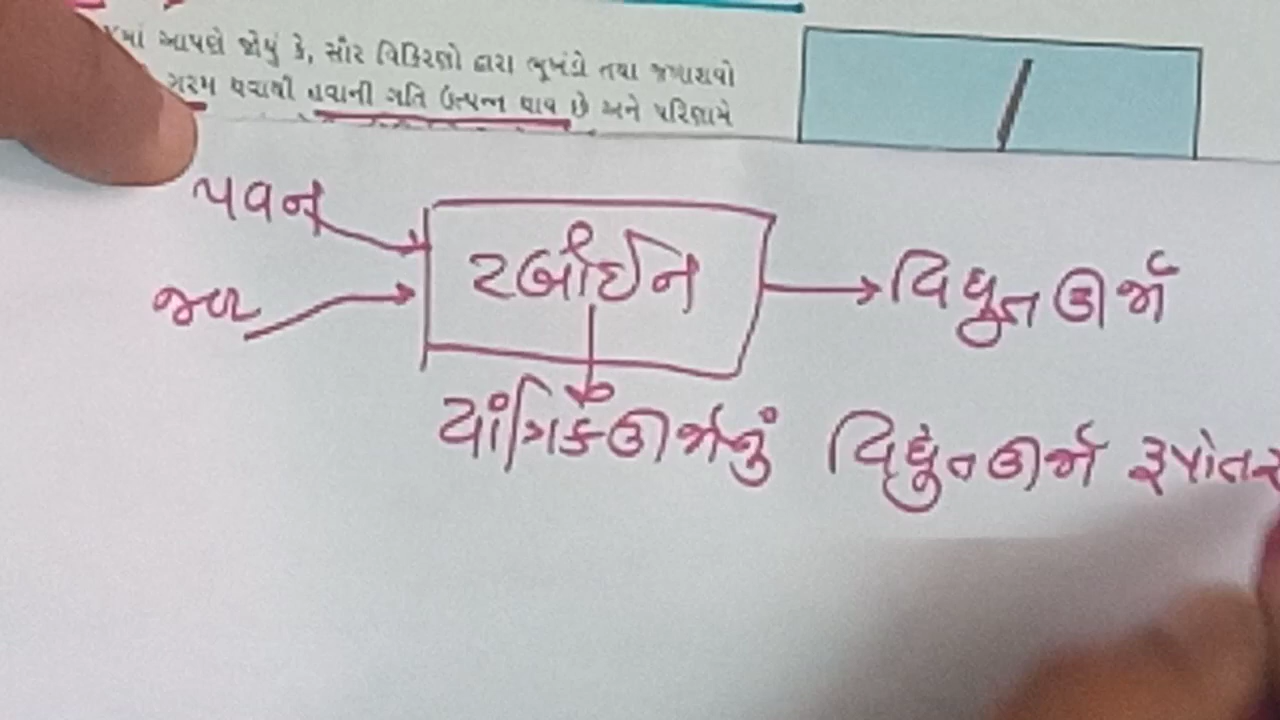 માં આપણે જોયું કે, સૌર વિકિરણો દ્વારા ભૂખંડો તથા જળાશયો
ગરમ થવાથી હવાની ગતિ ઉત્પન્ન થાય છે અને પરિણામે
પવન
જળ
ટર્બાઈન
વિદ્યુત ઊર્જા
યાંત્રિક ઊર્જાનું વિદ્યુત ઊર્જા રૂપાંતર